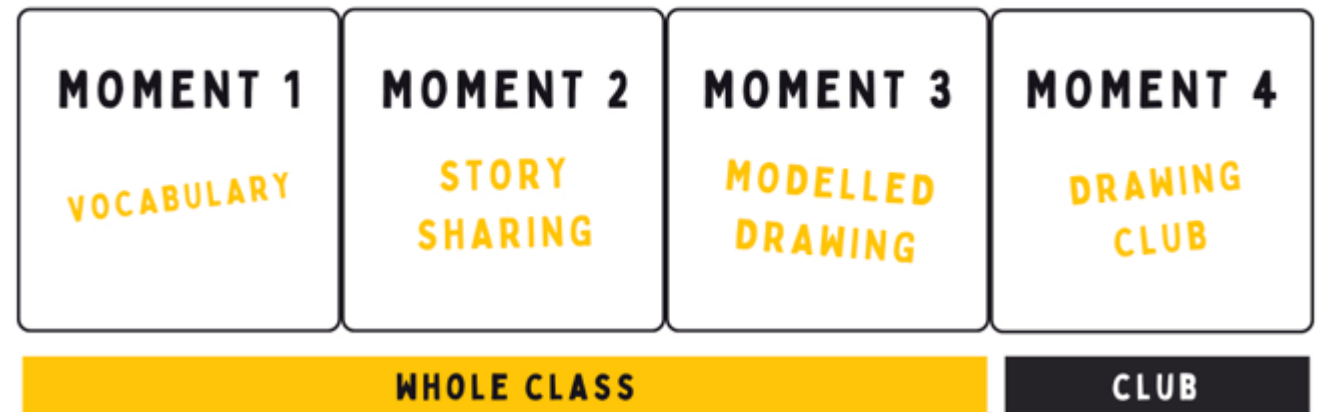 MOMENT 1
VOCABULARY
MOMENT 2
STORY
SHARING
MOMENT 3
MODELLED
DRAWING
MOMENT 4
DRAWING
CLUB
WHOLE CLASS
CLUB